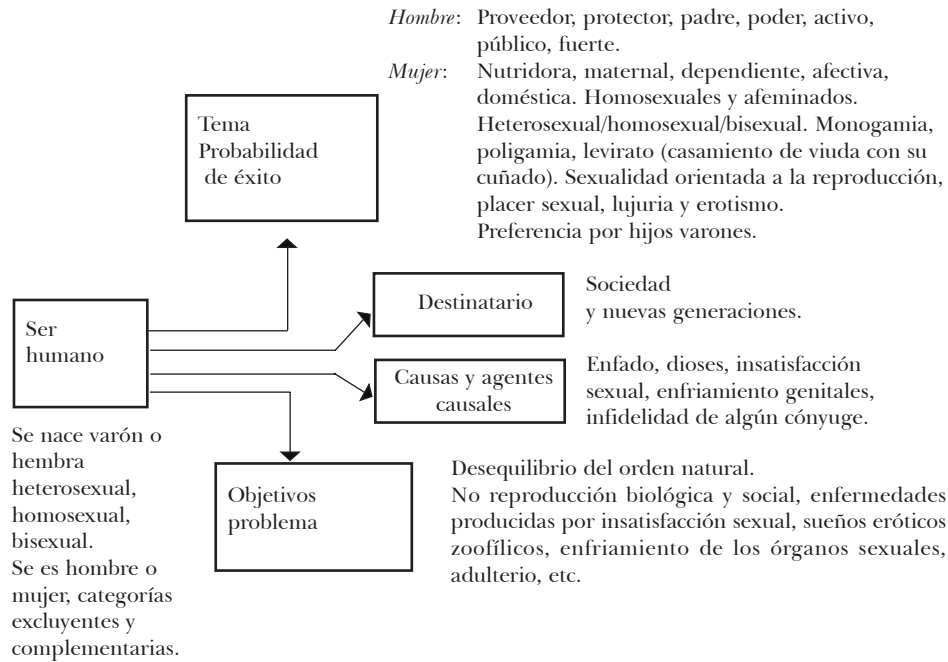 Hombre: Proveedor, protector, padre, poder, activo,
público, fuerte.
Mujer: Nutridora, maternal, dependiente, afectiva,
doméstica. Homosexuales y afeminados.
Heterosexual/homosexual/bisexual. Monogamia,
poligamia, levirato (casamiento de viuda con su
cuñado). Sexualidad orientada a la reproducción,
placer sexual, lujuria y erotismo.
Preferencia por hijos varones.
Tema
Probabilidad
de éxito
Destinatario
Sociedad
y nuevas generaciones.
Ser
humano
Causas y agentes
causales
Enfado, dioses, insatisfacción
sexual, enfriamiento genitales,
infidelidad de algún cónyuge.
Se nace varón o
hembra
heterosexual,
homosexual,
bisexual.
Se es hombre o
mujer, categorías
excluyentes y
complementarias.
Objetivos
problema
Desequilibrio del orden natural.
No reproducción biológica y social, enfermedades
producidas por insatisfacción sexual, sueños eróticos
zoofílicos, enfriamiento de los órganos sexuales,
adulterio, etc.